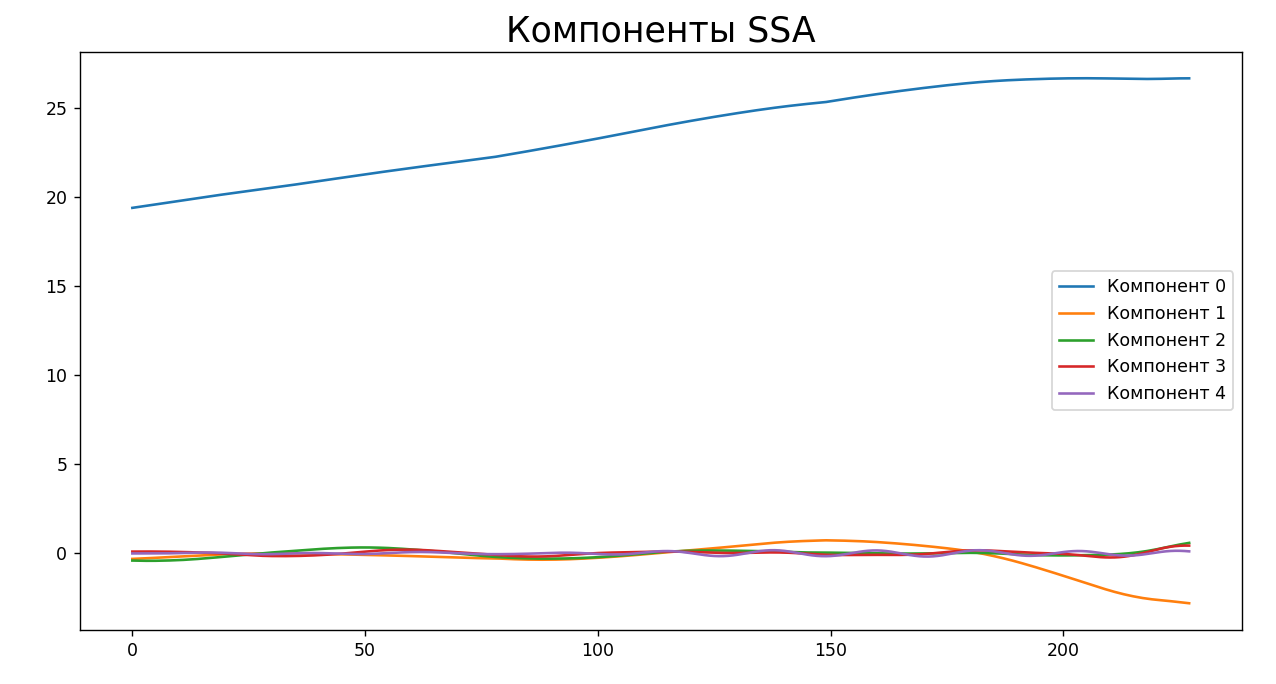 Компоненты SSA
25
20
15
10
5
0
Компонент 0
Компонент 1
Компонент 2
Компонент 3
Компонент 4
0 50 100 150 200